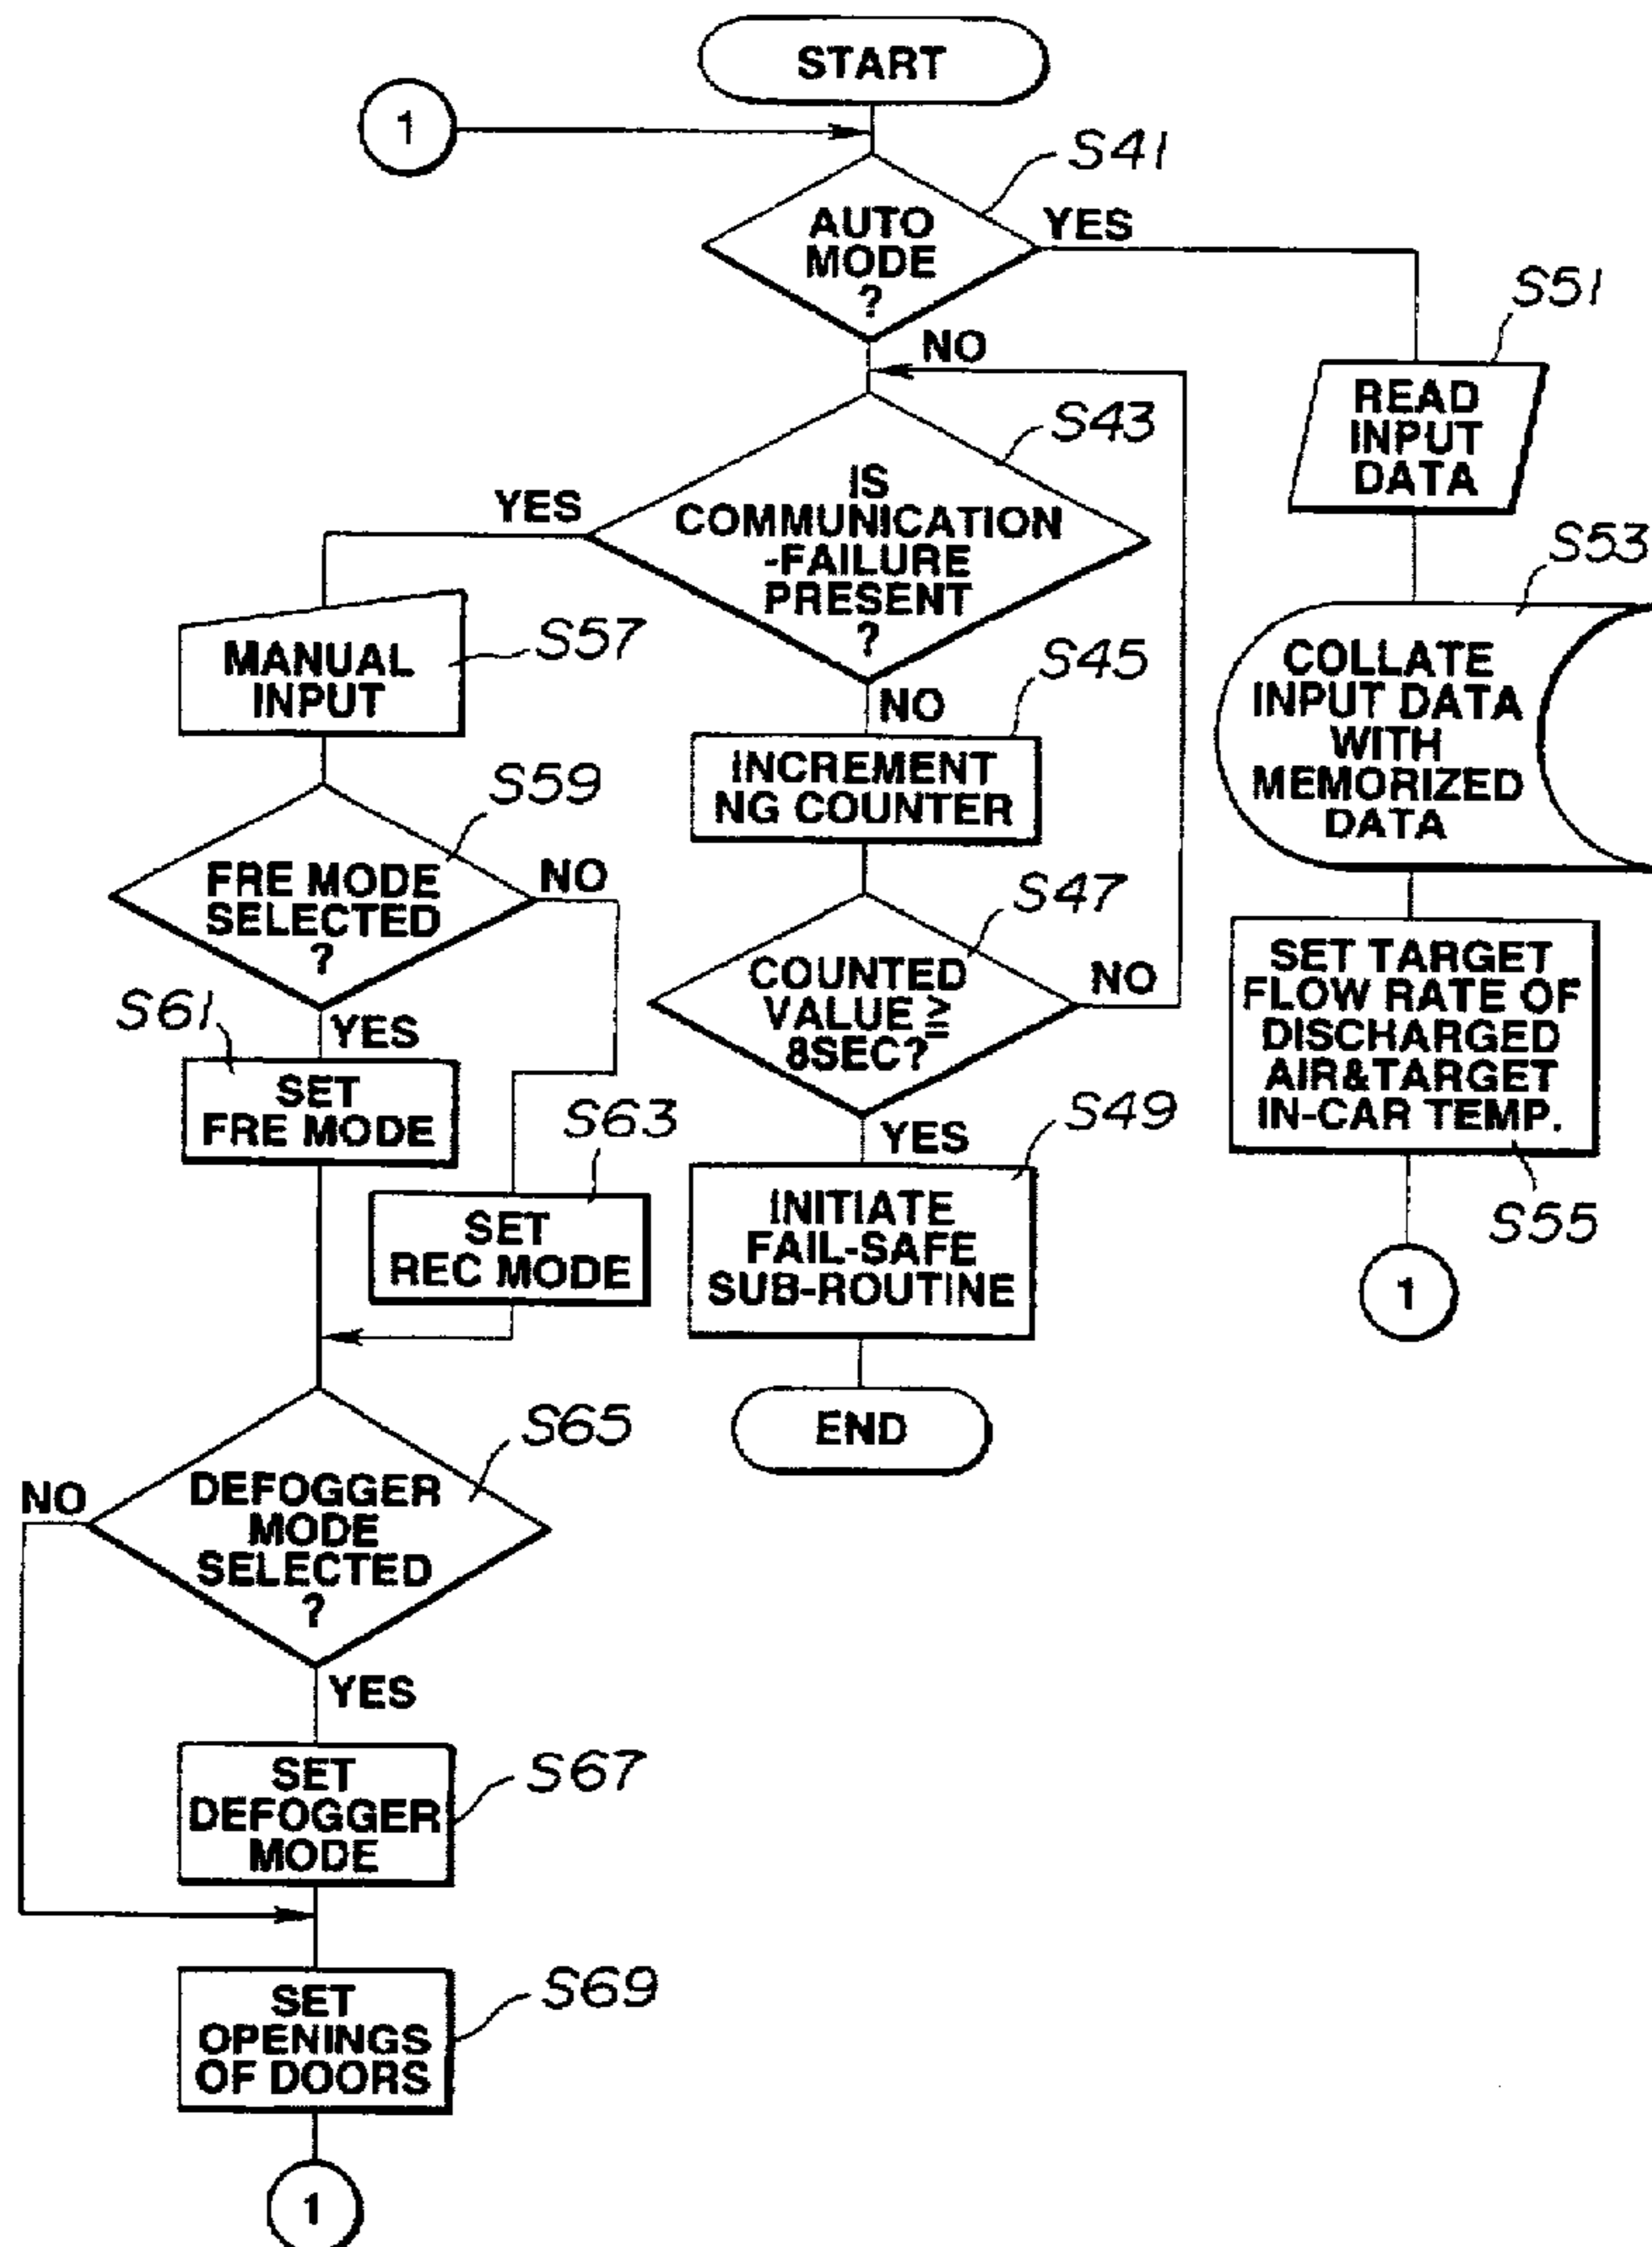 START
1
S41
AUTO
MODE
?
YES
NO
S51
READ
INPUT
DATA
S43
IS
COMMUNICATION
-FAILURE
PRESENT
?
YES
NO
S53
COLLATE
INPUT DATA
WITH
MEMORIZED
DATA
S57
MANUAL
INPUT
S45
INCREMENT
NG COUNTER
S59
FRE MODE
SELECTED
?
NO
YES
S47
COUNTED
VALUE ≧
8SEC?
NO
YES
SET TARGET
FLOW RATE OF
DISCHARGED
AIR&TARGET
IN-CAR TEMP.
S55
1
S61
SET
FRE MODE
S63
SET
REC MODE
S49
INITIATE
FAIL-SAFE
SUB-ROUTINE
END
S65
DEFOGGER
MODE
SELECTED
?
NO
YES
S67
SET
DEFOGGER
MODE
S69
SET
OPENINGS
OF DOORS
1